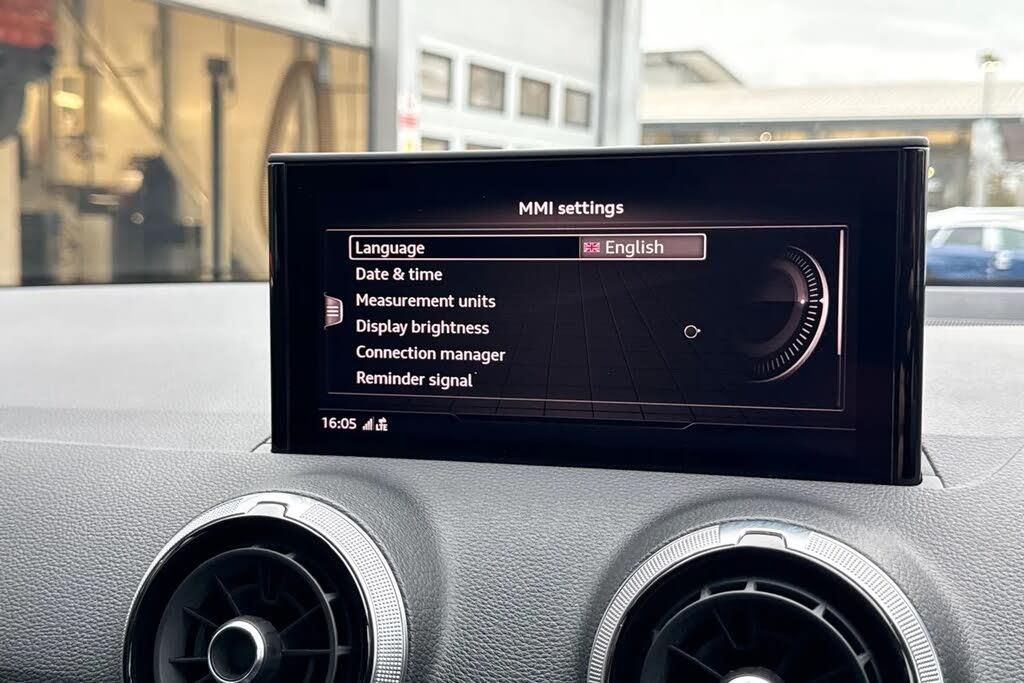 MMI settings
Language English
Date & time
Measurement units
Display brightness
Connection manager
Reminder signal
16:05 LTE